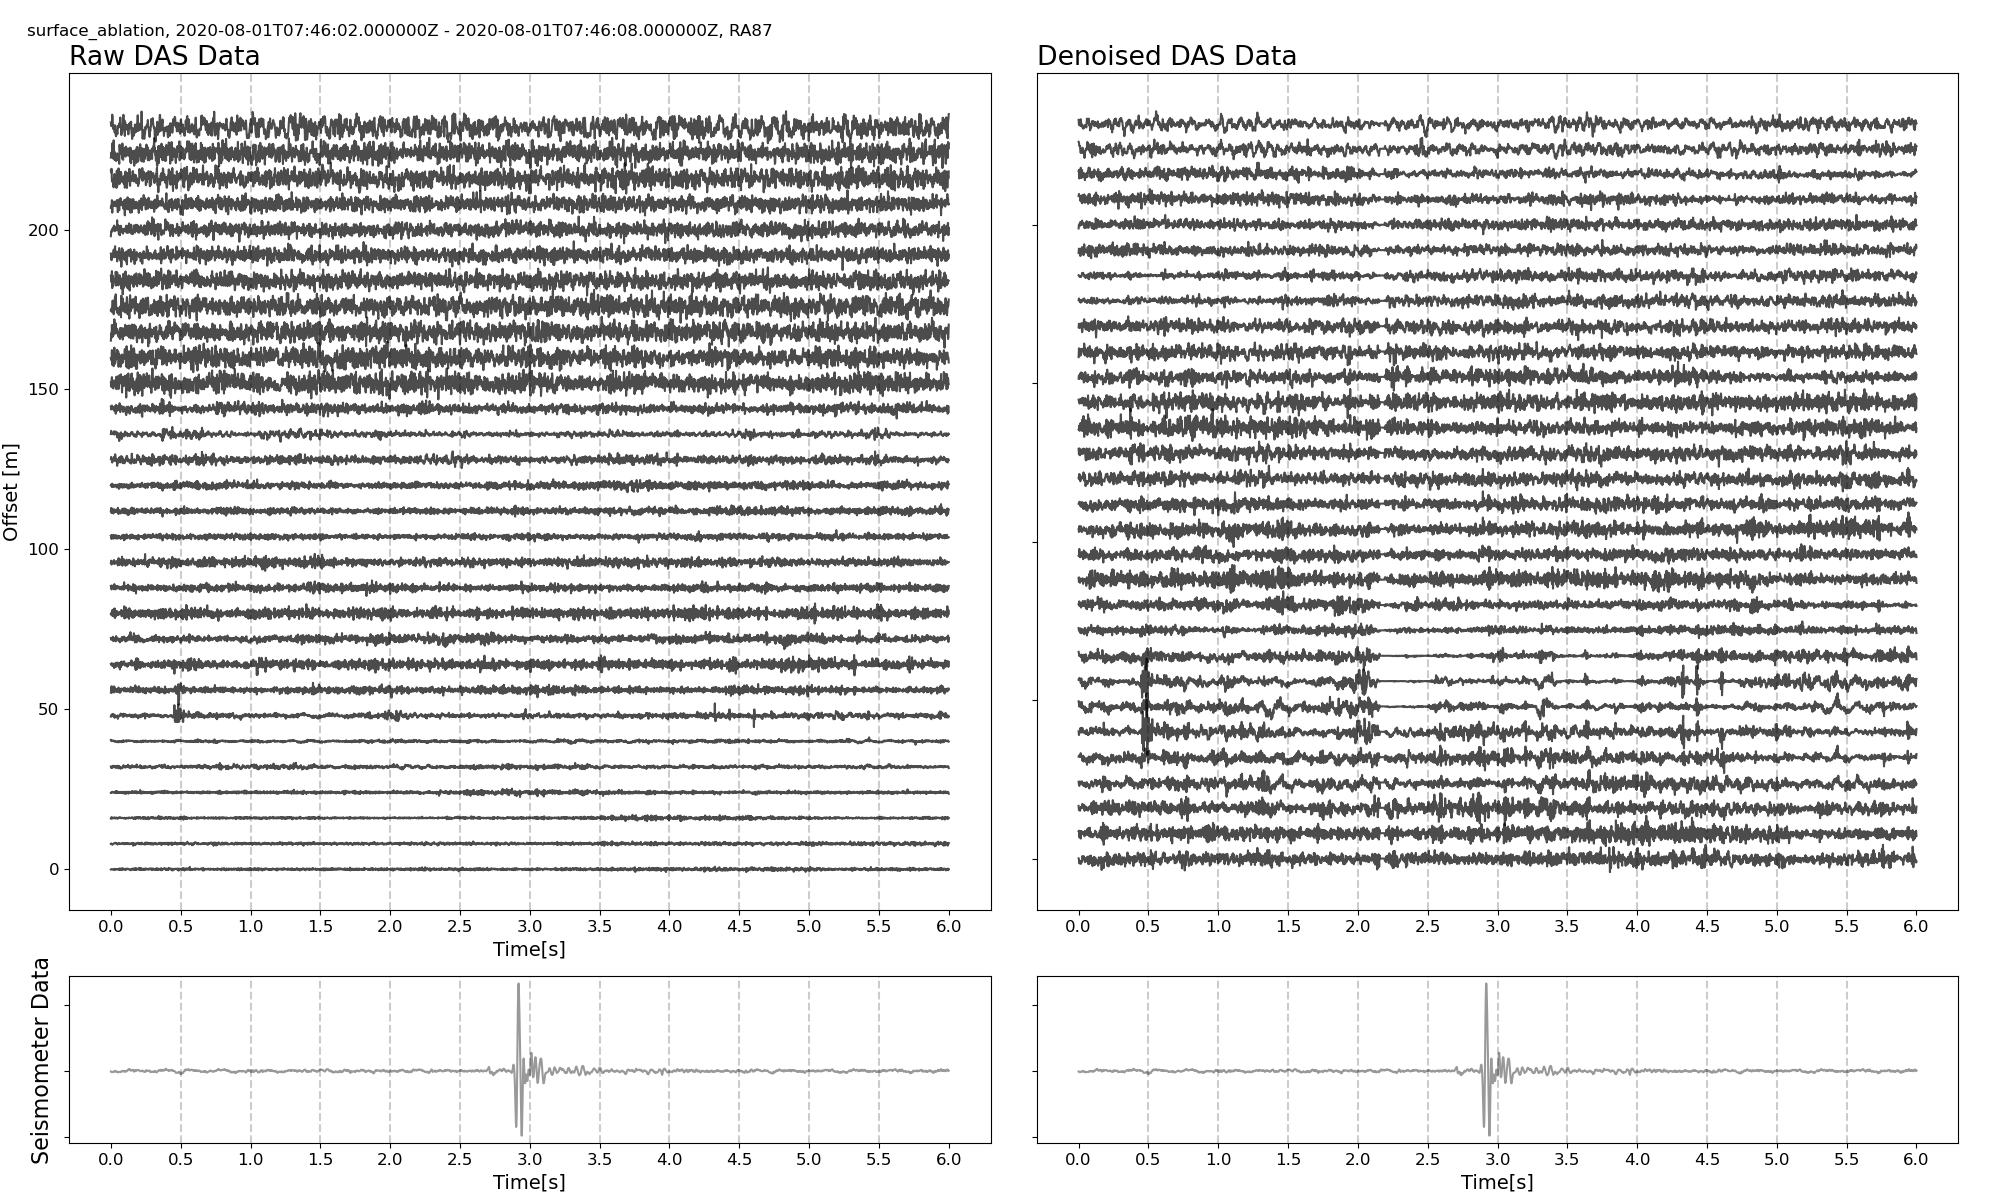 surface_ablation, 2020-08-01T07:46:02.000000Z - 2020-08-01T07:46:08.000000Z, RA87
Raw DAS Data
Denoised DAS Data
Offset [m]
200
150
100
50
0
0.0 0.5 1.0 1.5 2.0 2.5 3.0 3.5 4.0 4.5 5.0 5.5 6.0
Time[s]
0.0 0.5 1.0 1.5 2.0 2.5 3.0 3.5 4.0 4.5 5.0 5.5 6.0
Seismometer Data
0.0 0.5 1.0 1.5 2.0 2.5 3.0 3.5 4.0 4.5 5.0 5.5 6.0
Time[s]
0.0 0.5 1.0 1.5 2.0 2.5 3.0 3.5 4.0 4.5 5.0 5.5 6.0
Time[s]